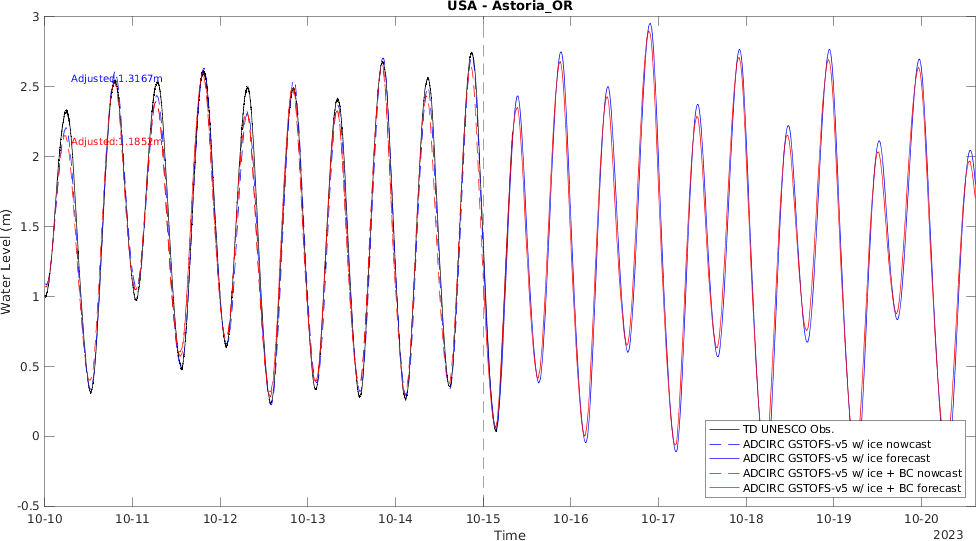 USA - Astoria_OR
3
2.5
2
1.5
1
0.5
0
-0.5
Water Level (m)
Adjusted:1.3167m
Adjusted:1.1852m
TD UNESCO Obs.
ADCIRC GSTOFS-v5 w/ ice nowcast
ADCIRC GSTOFS-v5 w/ ice forecast
ADCIRC GSTOFS-v5 w/ ice + BC nowcast
ADCIRC GSTOFS-v5 w/ ice + BC forecast
10-10 10-11 10-12 10-13 10-14 10-15 10-16 10-17 10-18 10-19 10-20
Time
2023